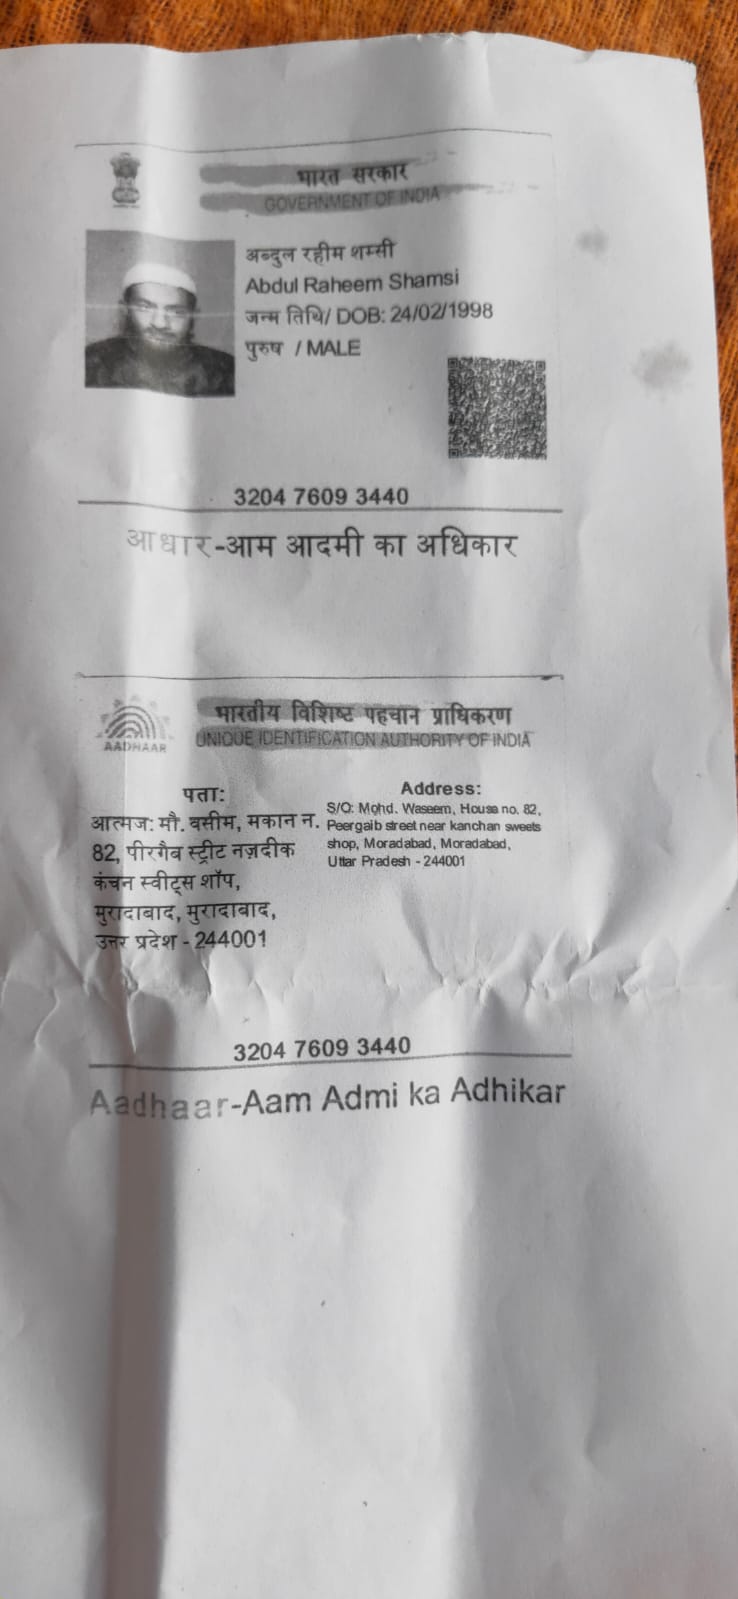 भारत सरकार
GOVERNMENT OF INDIA
अब्दुल रहीम शम्सी
Abdul Raheem Shamsi
जन्म तिथि/ DOB: 24/02/1998
पुरुष / MALE
3204 7609 3440
आधार-आम आदमी का अधिकार
भारतीय विशिष्ट पहचान प्राधिकरण
AADHAAR
UNIQUE IDENTIFICATION AUTHORITY OF INDIA
पता:
आत्मज: मौ. वसीम, मकान न.
82, पीरगैब स्ट्रीट नज़दीक
कंचन स्वीट्स शॉप,
मुरादाबाद, मुरादाबाद,
उत्तर प्रदेश - 244001
Address:
S/O: Mohd. Waseem, House no. 82,
Peergaib street near kanchan sweets
shop, Moradabad, Moradabad,
Uttar Pradesh - 244001
3204 7609 3440
Aadhaar-Aam Admi ka Adhikar